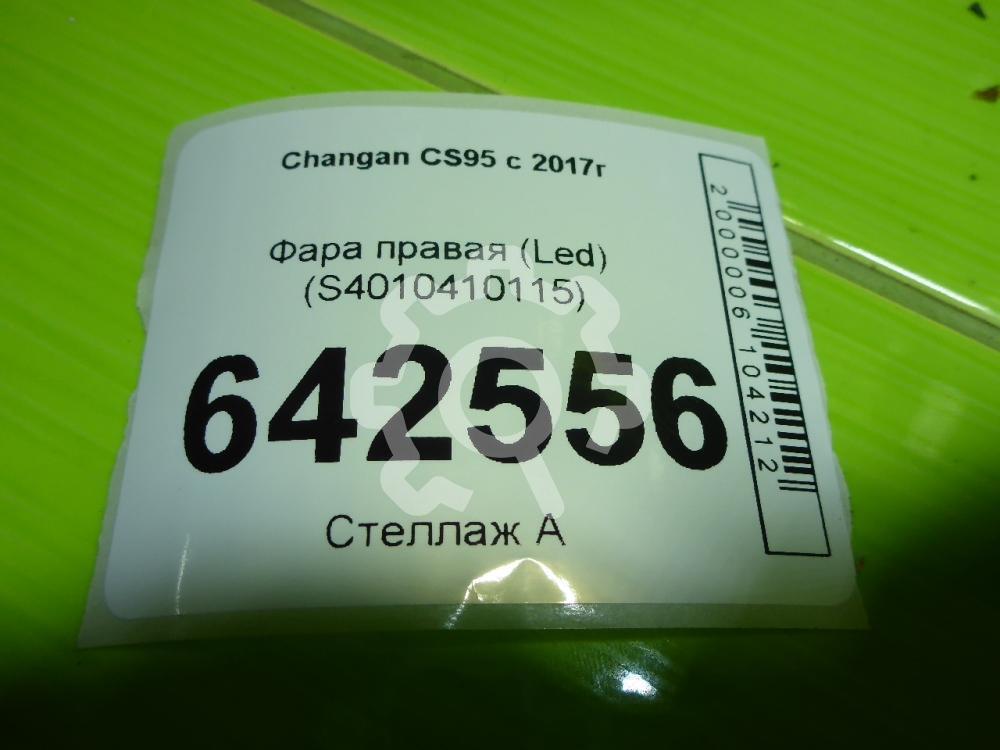 Changan CS95 с 2017г
Фара правая (Led)
(S4010410115)
642556
Стеллаж А
2000006104212